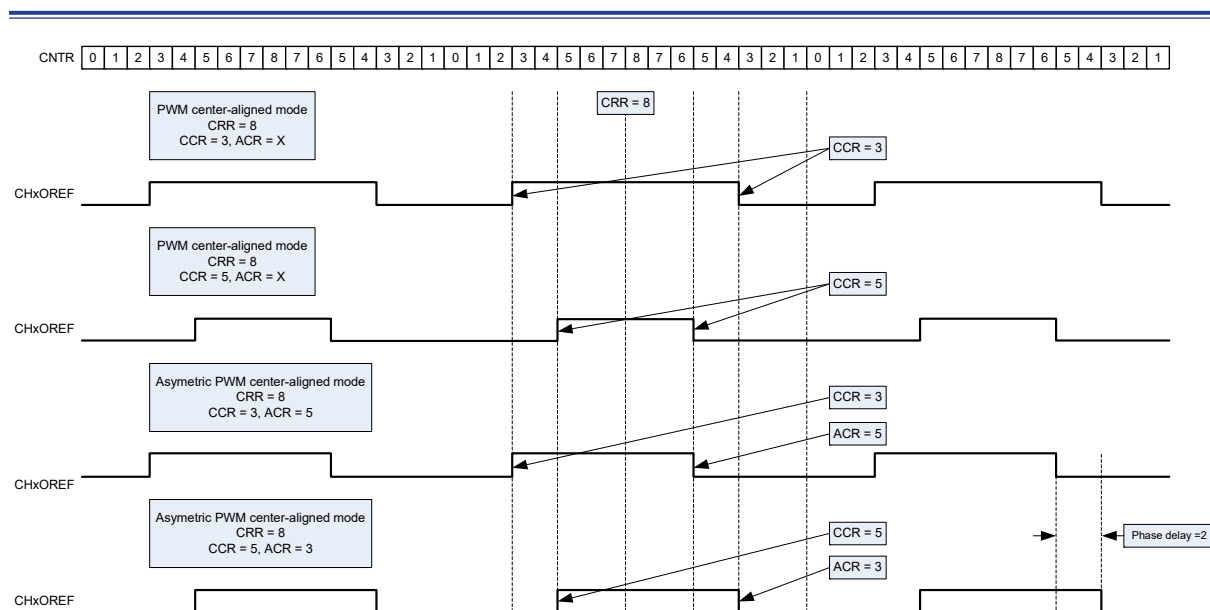 CNTR 0 1 2 3 4 5 6 7 8 7 6 5 4 3 2 1 0 1 2 3 4 5 6 7 8 7 6 5 4 3 2 1 0 1 2 3 4 5 6 7 8 7 6 5 4 3 2 1
PWM center-aligned mode
CRR = 8
CCR = 3, ACR = X
CRR = 8
CCR = 3
CHxOREF
PWM center-aligned mode
CRR = 8
CCR = 5, ACR = X
CCR = 5
CHxOREF
Asymetric PWM center-aligned mode
CRR = 8
CCR = 3, ACR = 5
CCR = 3
ACR = 5
CHxOREF
Asymetric PWM center-aligned mode
CRR = 8
CCR = 5, ACR = 3
CCR = 5
Phase delay =2
ACR = 3
CHxOREF